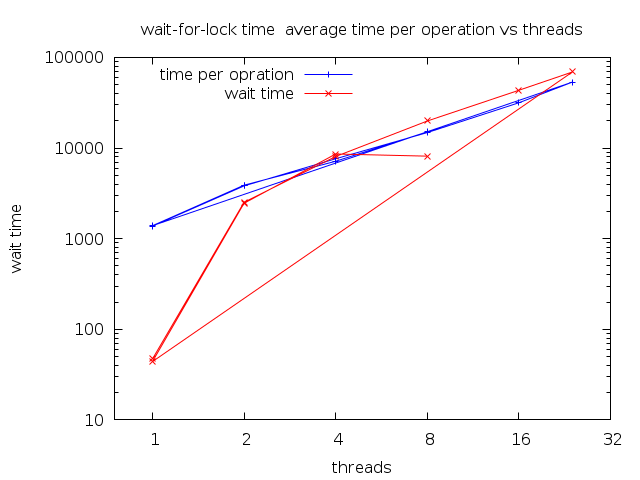 wait-for-lock time  average time per operation vs threads
100000
10000
1000
100
10
wait time
time per opration
wait time
1 2 4 8 16 32
threads